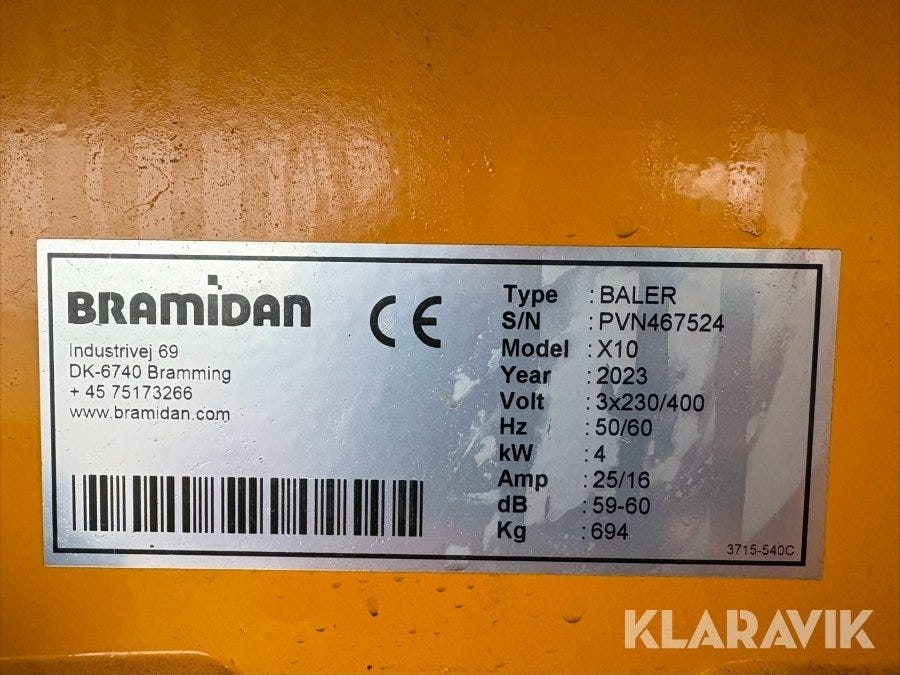 BRAMIDAN
Industrivej 69
DK-6740 Bramming
+ 45 75173266
www.bramidan.com
CE
Type : BALER
S/N : PVN467524
Model : X10
Year : 2023
Volt : 3x230/400
Hz : 50/60
kW : 4
Amp : 25/16
dB : 59-60
Kg : 694
3715-540C
KLARAVIK